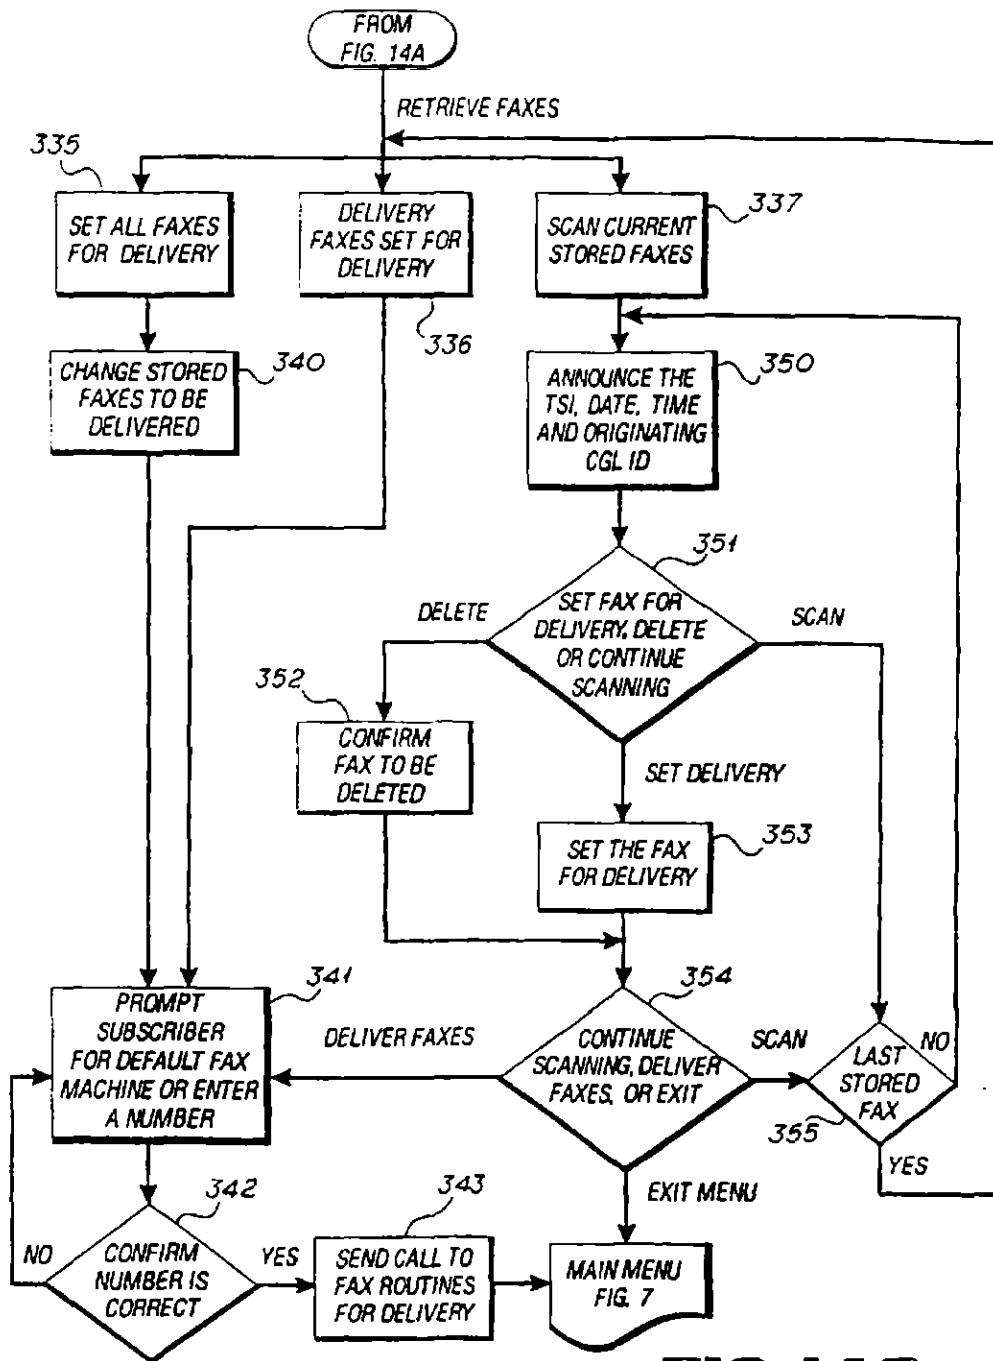 FROM
FIG. 14A
RETRIEVE FAXES
335
SET ALL FAXES
FOR DELIVERY
DELIVERY
FAXES SET FOR
DELIVERY
336
337
SCAN CURRENT
STORED FAXES
340
CHANGE STORED
FAXES TO BE
DELIVERED
350
ANNOUNCE THE
TSI, DATE, TIME
AND ORIGINATING
CGL ID
351
SET FAX FOR
DELIVERY, DELETE
OR CONTINUE
SCANNING
DELETE
SCAN
352
CONFIRM
FAX TO BE
DELETED
SET DELIVERY
353
SET THE FAX
FOR DELIVERY
341
PROMPT
SUBSCRIBER
FOR DEFAULT FAX
MACHINE OR ENTER
A NUMBER
DELIVER FAXES
354
CONTINUE
SCANNING, DELIVER
FAXES, OR EXIT
SCAN
LAST
STORED
FAX
NO
355
YES
EXIT MENU
342
CONFIRM
NUMBER IS
CORRECT
NO
YES
343
SEND CALL TO
FAX ROUTINES
FOR DELIVERY
MAIN MENU
FIG. 7